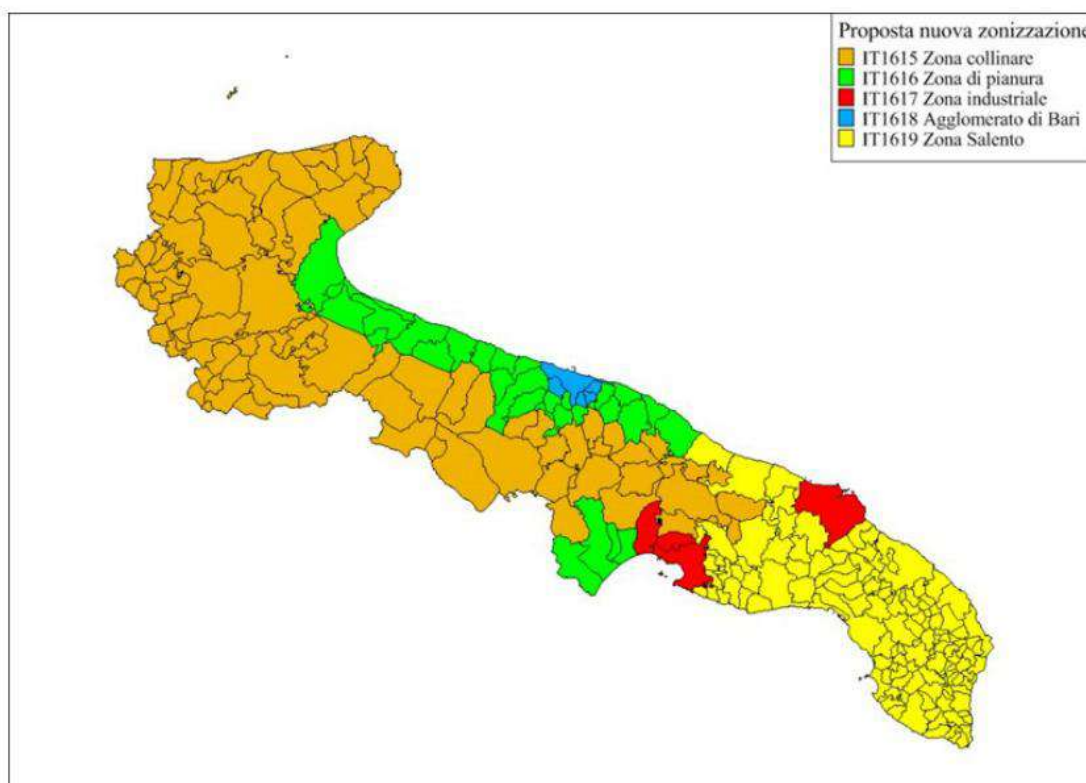 Proposta nuova zonizzazione
IT1615 Zona collinare
IT1616 Zona di pianura
IT1617 Zona industriale
IT1618 Agglomerato di Bari
IT1619 Zona Salento